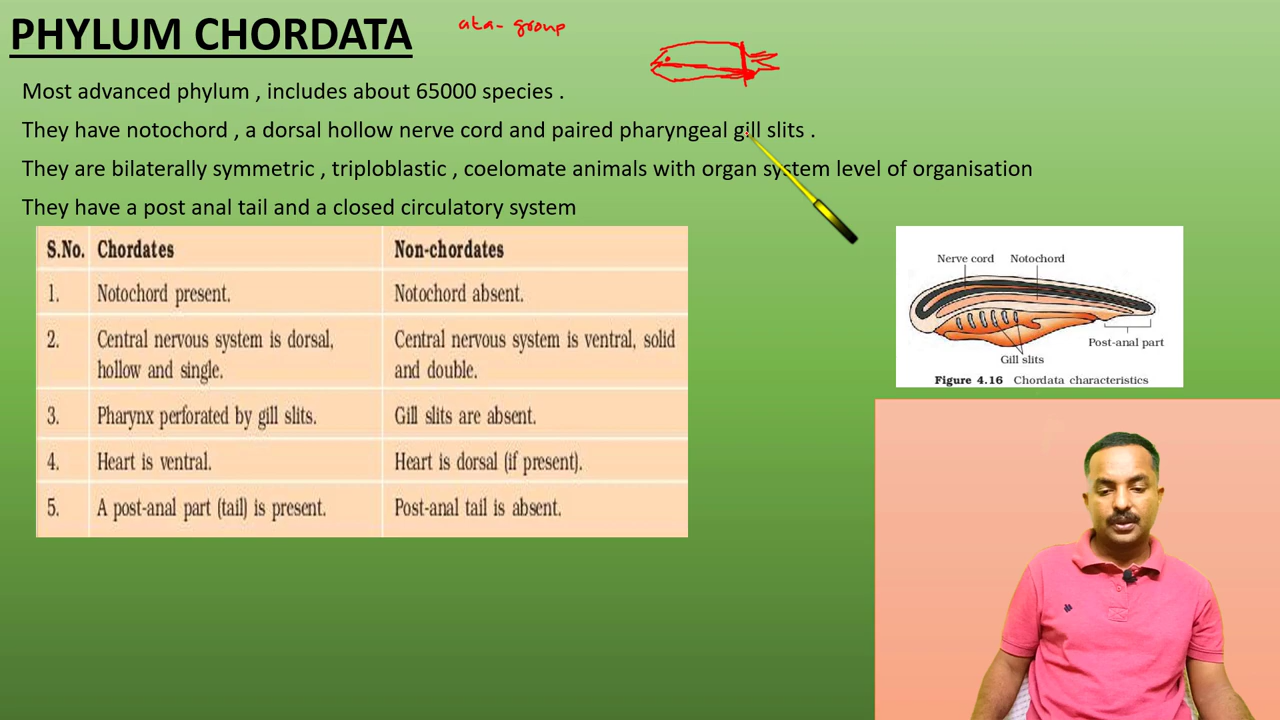 PHYLUM CHORDATA
ata- group
Most advanced phylum , includes about 65000 species .
They have notochord , a dorsal hollow nerve cord and paired pharyngeal gill slits .
They are bilaterally symmetric , triploblastic , coelomate animals with organ system level of organisation
They have a post anal tail and a closed circulatory system
S.No. Chordates Non-chordates
1. Notochord present. Notochord absent.
2. Central nervous system is dorsal, Central nervous system is ventral, solid
hollow and single. and double.
3. Pharynx perforated by gill slits. Gill slits are absent.
4. Heart is ventral. Heart is dorsal (if present).
5. A post-anal part (tail) is present. Post-anal tail is absent.
Nerve cord Notochord
Post-anal part
Gill slits
Figure 4.16 Chordata characteristics